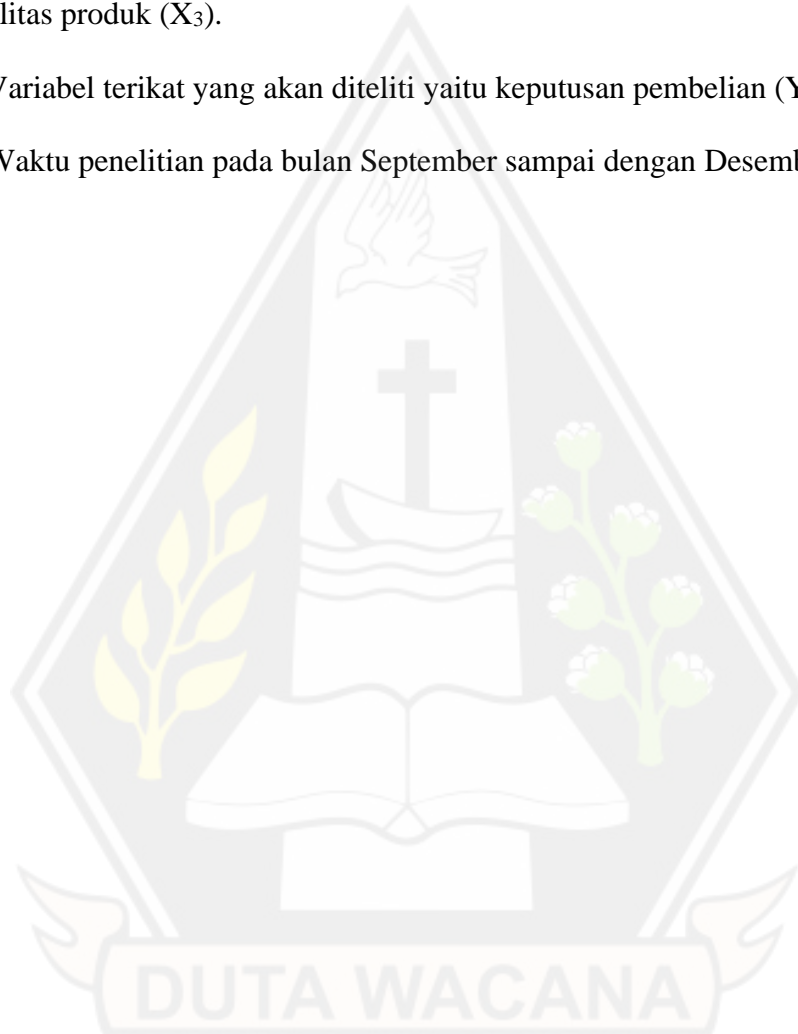 litas produk (X₃).
Variabel terikat yang akan diteliti yaitu keputusan pembelian (Y
Waktu penelitian pada bulan September sampai dengan Desemb
DUTA WACANA